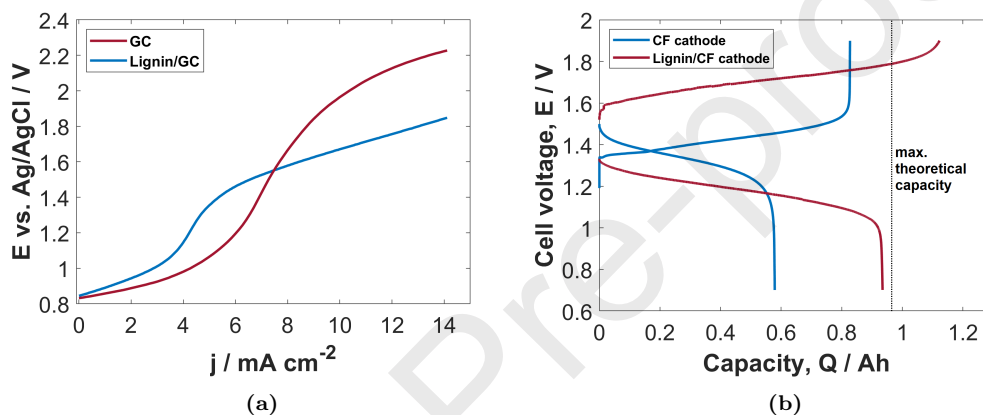 2.4
2.2
2
1.8
1.6
1.4
1.2
1
0.8
E vs. Ag/AgCl / V
GC
Lignin/GC
0 2 4 6 8 10 12 14
j / mA cm-2
(a)
2
1.8
1.6
1.4
1.2
1
0.8
0.6
Cell voltage, E / V
CF cathode
Lignin/CF cathode
max.
theoretical
capacity
0 0.2 0.4 0.6 0.8 1 1.2
Capacity, Q / Ah
(b)
Pre-pro